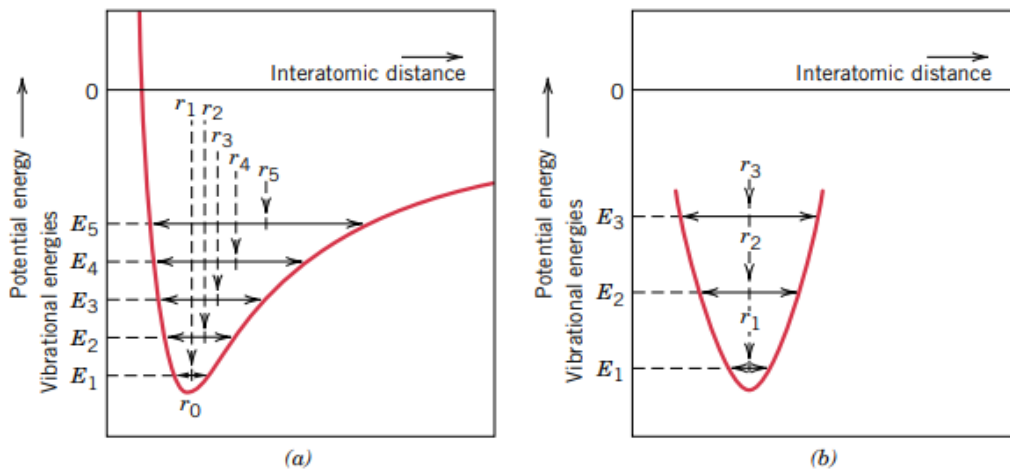 Interatomic distance
0
r1
r2
r3
r4
r5
Potential energy
Vibrational energies
E5
E4
E3
E2
E1
r0
(a)
Interatomic distance
0
r3
Potential energy
Vibrational energies
E3
r2
E2
r1
E1
(b)